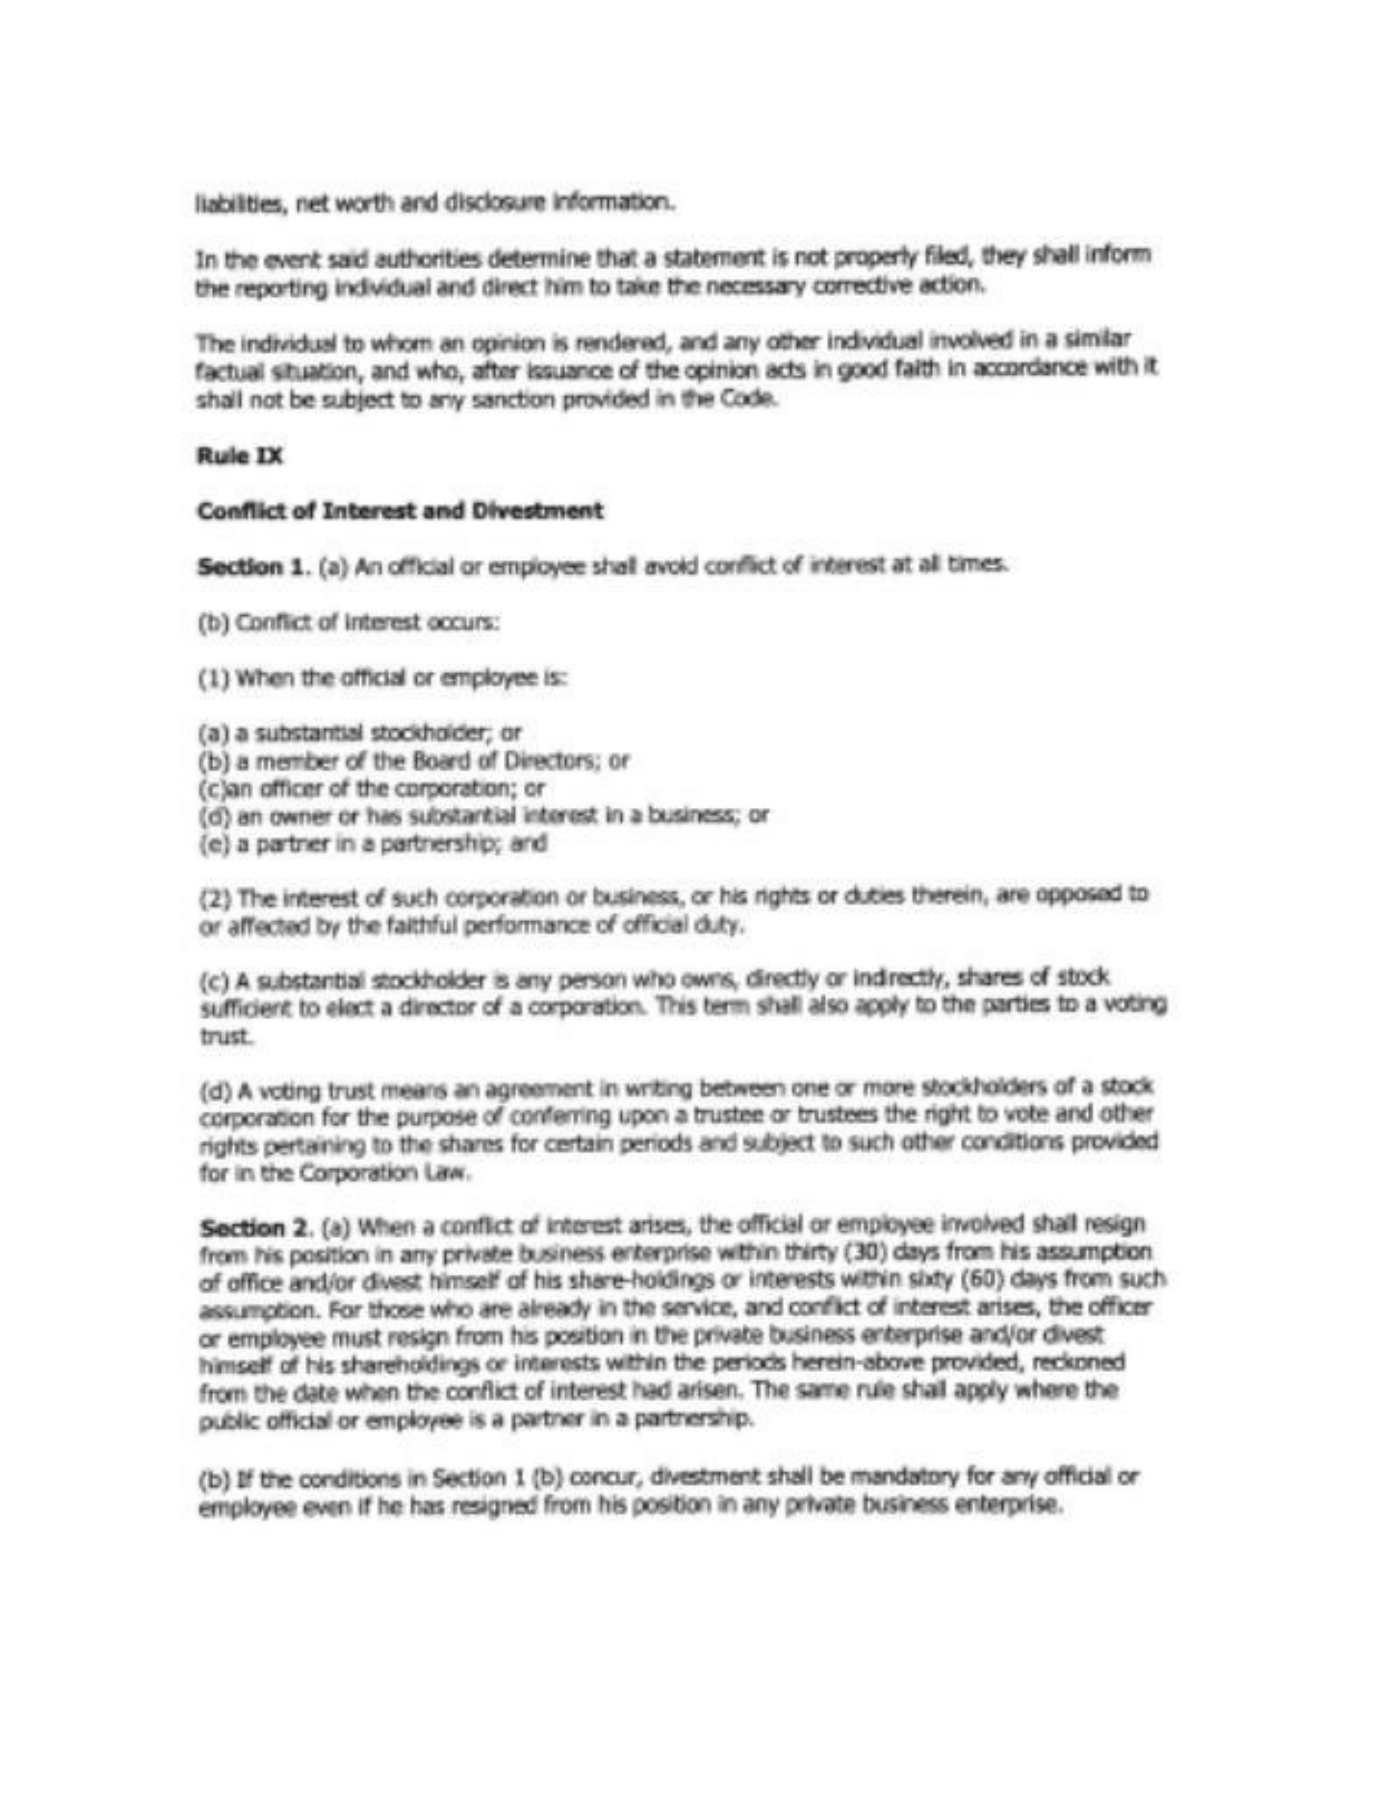 liabilities, net worth and disclosure information.
In the event said authorities determine that a statement is not properly filed, they shall inform
the reporting individual and direct him to take the necessary corrective action.
The individual to whom an opinion is rendered, and any other individual involved in a similar
factual situation, and who, after issuance of the opinion acts in good faith in accordance with it
shall not be subject to any sanction provided in the Code.
Rule IX
Conflict of Interest and Divestment
Section 1. (a) An official or employee shall avoid conflict of interest at all times.
(b) Conflict of interest occurs:
(1) When the official or employee is:
(a) a substantial stockholder; or
(b) a member of the Board of Directors; or
(c)an officer of the corporation; or
(d) an owner or has substantial interest in a business; or
(e) a partner in a partnership; and
(2) The interest of such corporation or business, or his rights or duties therein, are opposed to
or affected by the faithful performance of official duty.
(c) A substantial stockholder is any person who owns, directly or indirectly, shares of stock
sufficient to elect a director of a corporation. This term shall also apply to the parties to a voting
trust.
(d) A voting trust means an agreement in writing between one or more stockholders of a stock
corporation for the purpose of conferring upon a trustee or trustees the right to vote and other
rights pertaining to the shares for certain periods and subject to such other conditions provided
for in the Corporation Law.
Section 2. (a) When a conflict of interest arises, the official or employee involved shall resign
from his position in any private business enterprise within thirty (30) days from his assumption
of office and/or divest himself of his share-holdings or interests within sixty (60) days from such
assumption. For those who are already in the service, and conflict of interest arises, the officer
or employee must resign from his position in the private business enterprise and/or divest
himself of his shareholdings or interests within the periods herein-above provided, reckoned
from the date when the conflict of interest had arisen. The same rule shall apply where the
public official or employee is a partner in a partnership.
(b) If the conditions in Section 1 (b) concur, divestment shall be mandatory for any official or
employee even if he has resigned from his position in any private business enterprise.